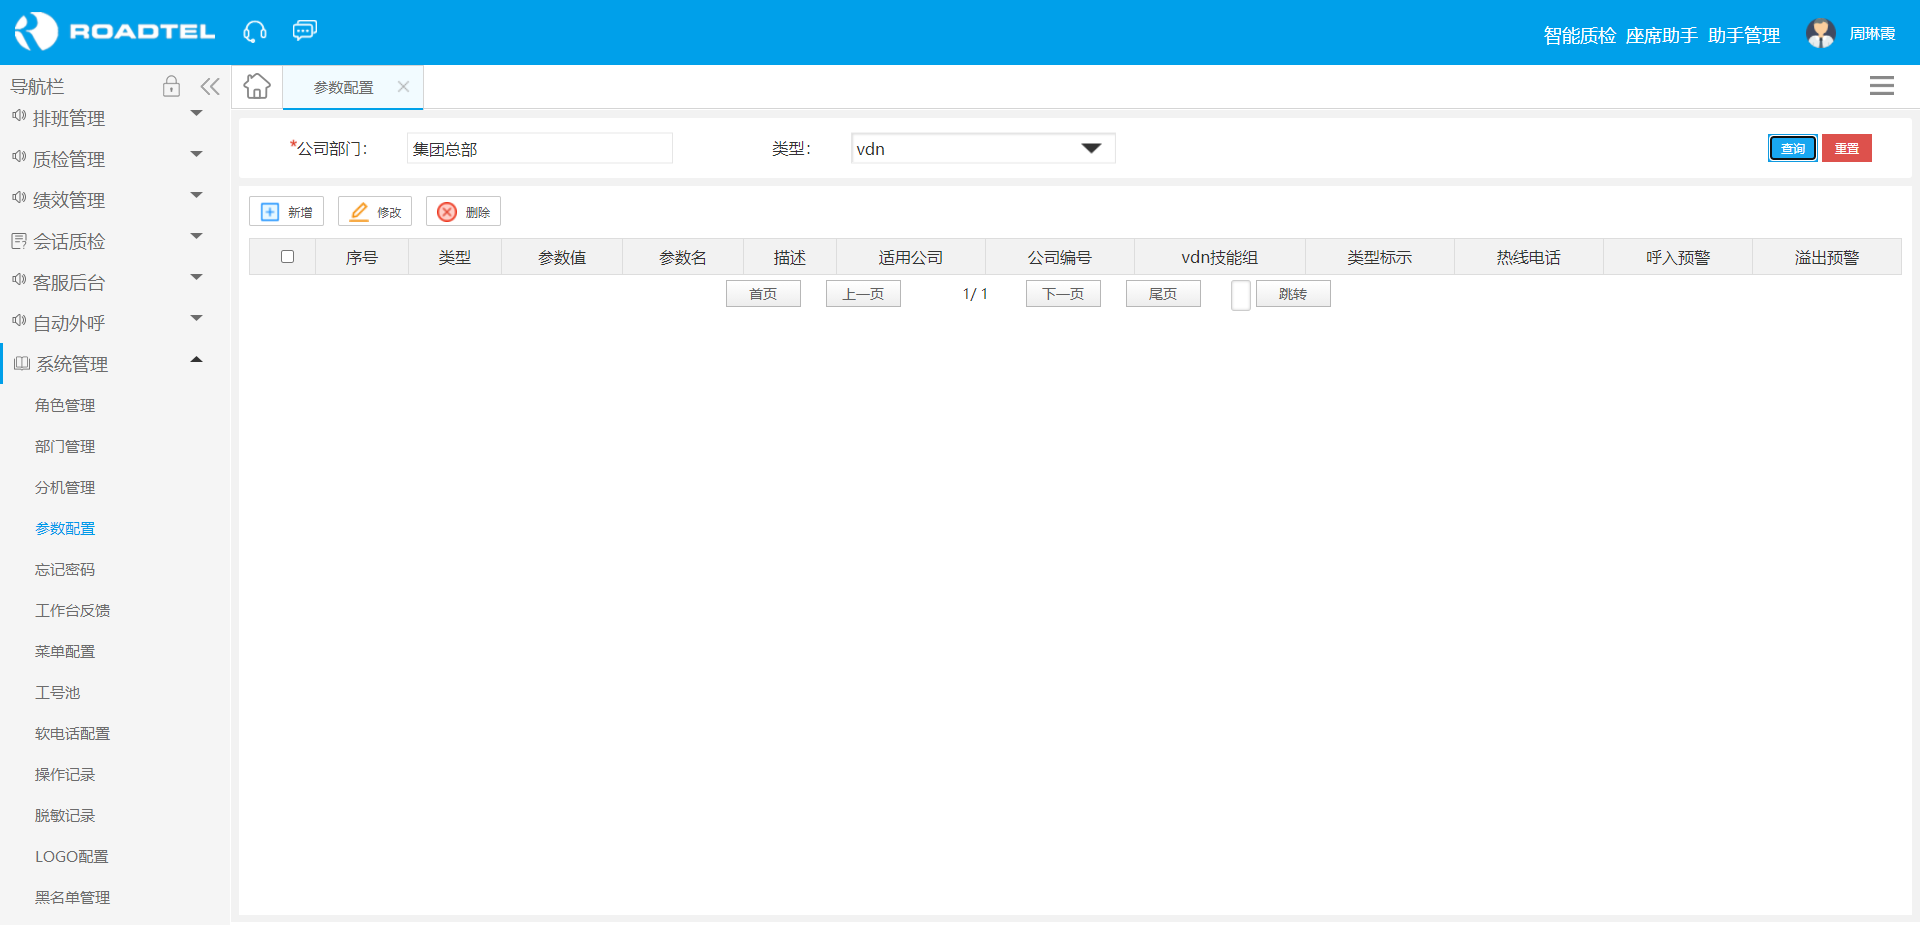 ROADTEL
智能质检 座席助手 助手管理 周琳霞
导航栏
参数配置
排班管理
质检管理
绩效管理
会话质检
客服后台
自动外呼
系统管理
角色管理
部门管理
分机管理
参数配置
忘记密码
工作台反馈
菜单配置
工号池
软电话配置
操作记录
脱敏记录
LOGO配置
黑名单管理
*公司部门： 集团总部 类型： vdn 查询 重置
新增 修改 删除
序号 类型 参数值 参数名 描述 适用公司 公司编号 vdn技能组 类型标示 热线电话 呼入预警 溢出预警
首页 上一页 1/ 1 下一页 尾页 跳转